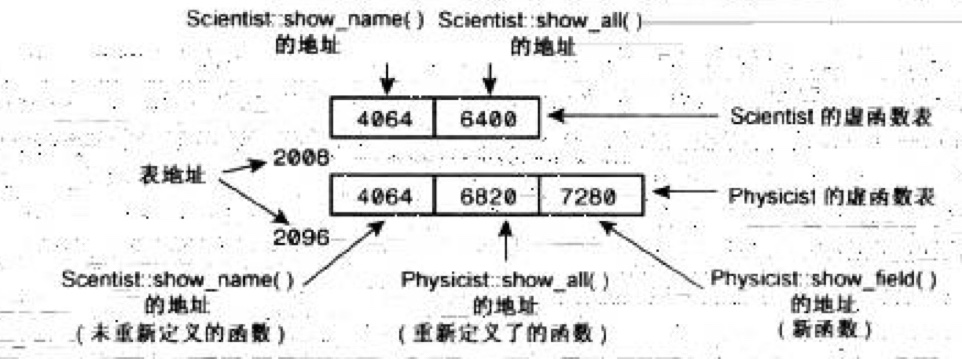 Scientist::show_name() Scientist::show_all()
的地址 的地址
4064 6400 Scientist 的虚函数表
2008
表地址
4064 6820 7280 Physicist 的虚函数表
2096
Scentist::show_name() Physicist::show_all() Physicist::show_field()
的地址 的地址 的地址
(未重新定义的函数) (重新定义了的函数) (新函数)